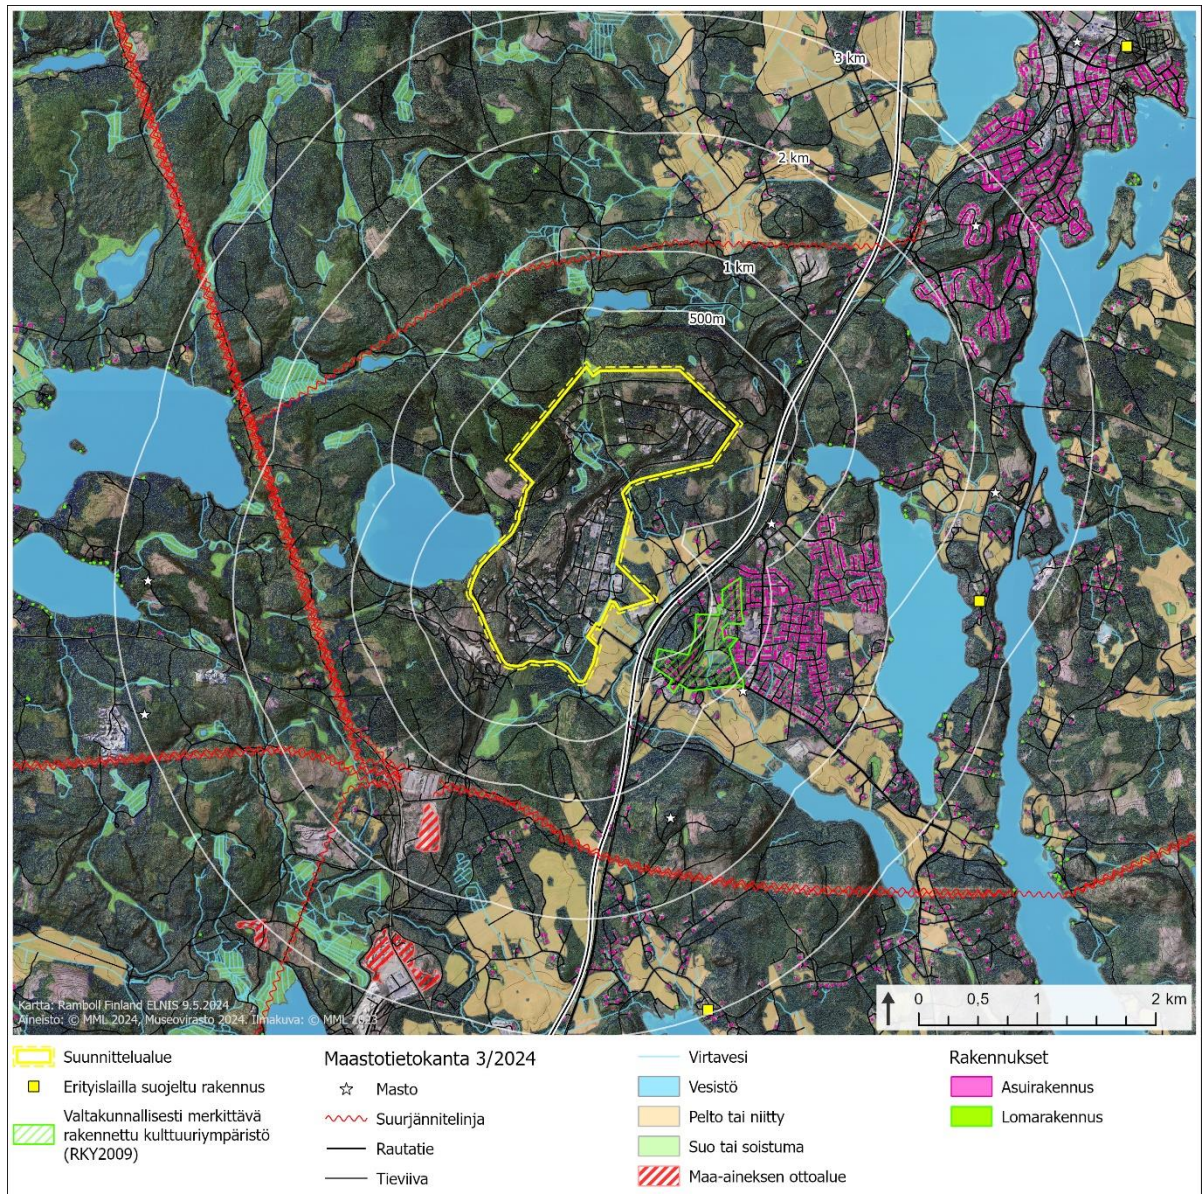 3 km
2 km
1 km
500m
Kartta: Ramboll Finland ELNIS 9.5.2024
Aineisto: © MML 2024, Museovirasto 2024. Ilmakuva: © MML 2023
0 0,5 1 2 km
Suunnittelualue
Erityislailla suojeltu rakennus
Valtakunnallisesti merkittävä
rakennettu kulttuuriympäristö
(RKY2009)
Maastotietokanta 3/2024
Masto
Suurjännitelinja
Rautatie
Tieviiva
Virtavesi
Vesistö
Pelto tai niitty
Suo tai soistuma
Maa-aineksen ottoalue
Rakennukset
Asuirakennus
Lomarakennus